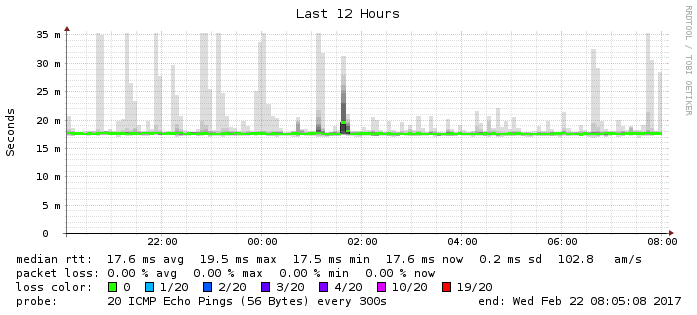 Last 12 Hours
RRDTOOL / TOBI OETIKER
Seconds
35 m
30 m
25 m
20 m
15 m
10 m
5 m
0
22:00 00:00 02:00 04:00 06:00 08:00
median rtt: 17.6 ms avg 19.5 ms max 17.5 ms min 17.6 ms now 0.2 ms sd 102.8 am/s
packet loss: 0.00 % avg 0.00 % max 0.00 % min 0.00 % now
loss color: 0 1/20 2/20 3/20 4/20 10/20 19/20
probe: 20 ICMP Echo Pings (56 Bytes) every 300s end: Wed Feb 22 08:05:08 2017